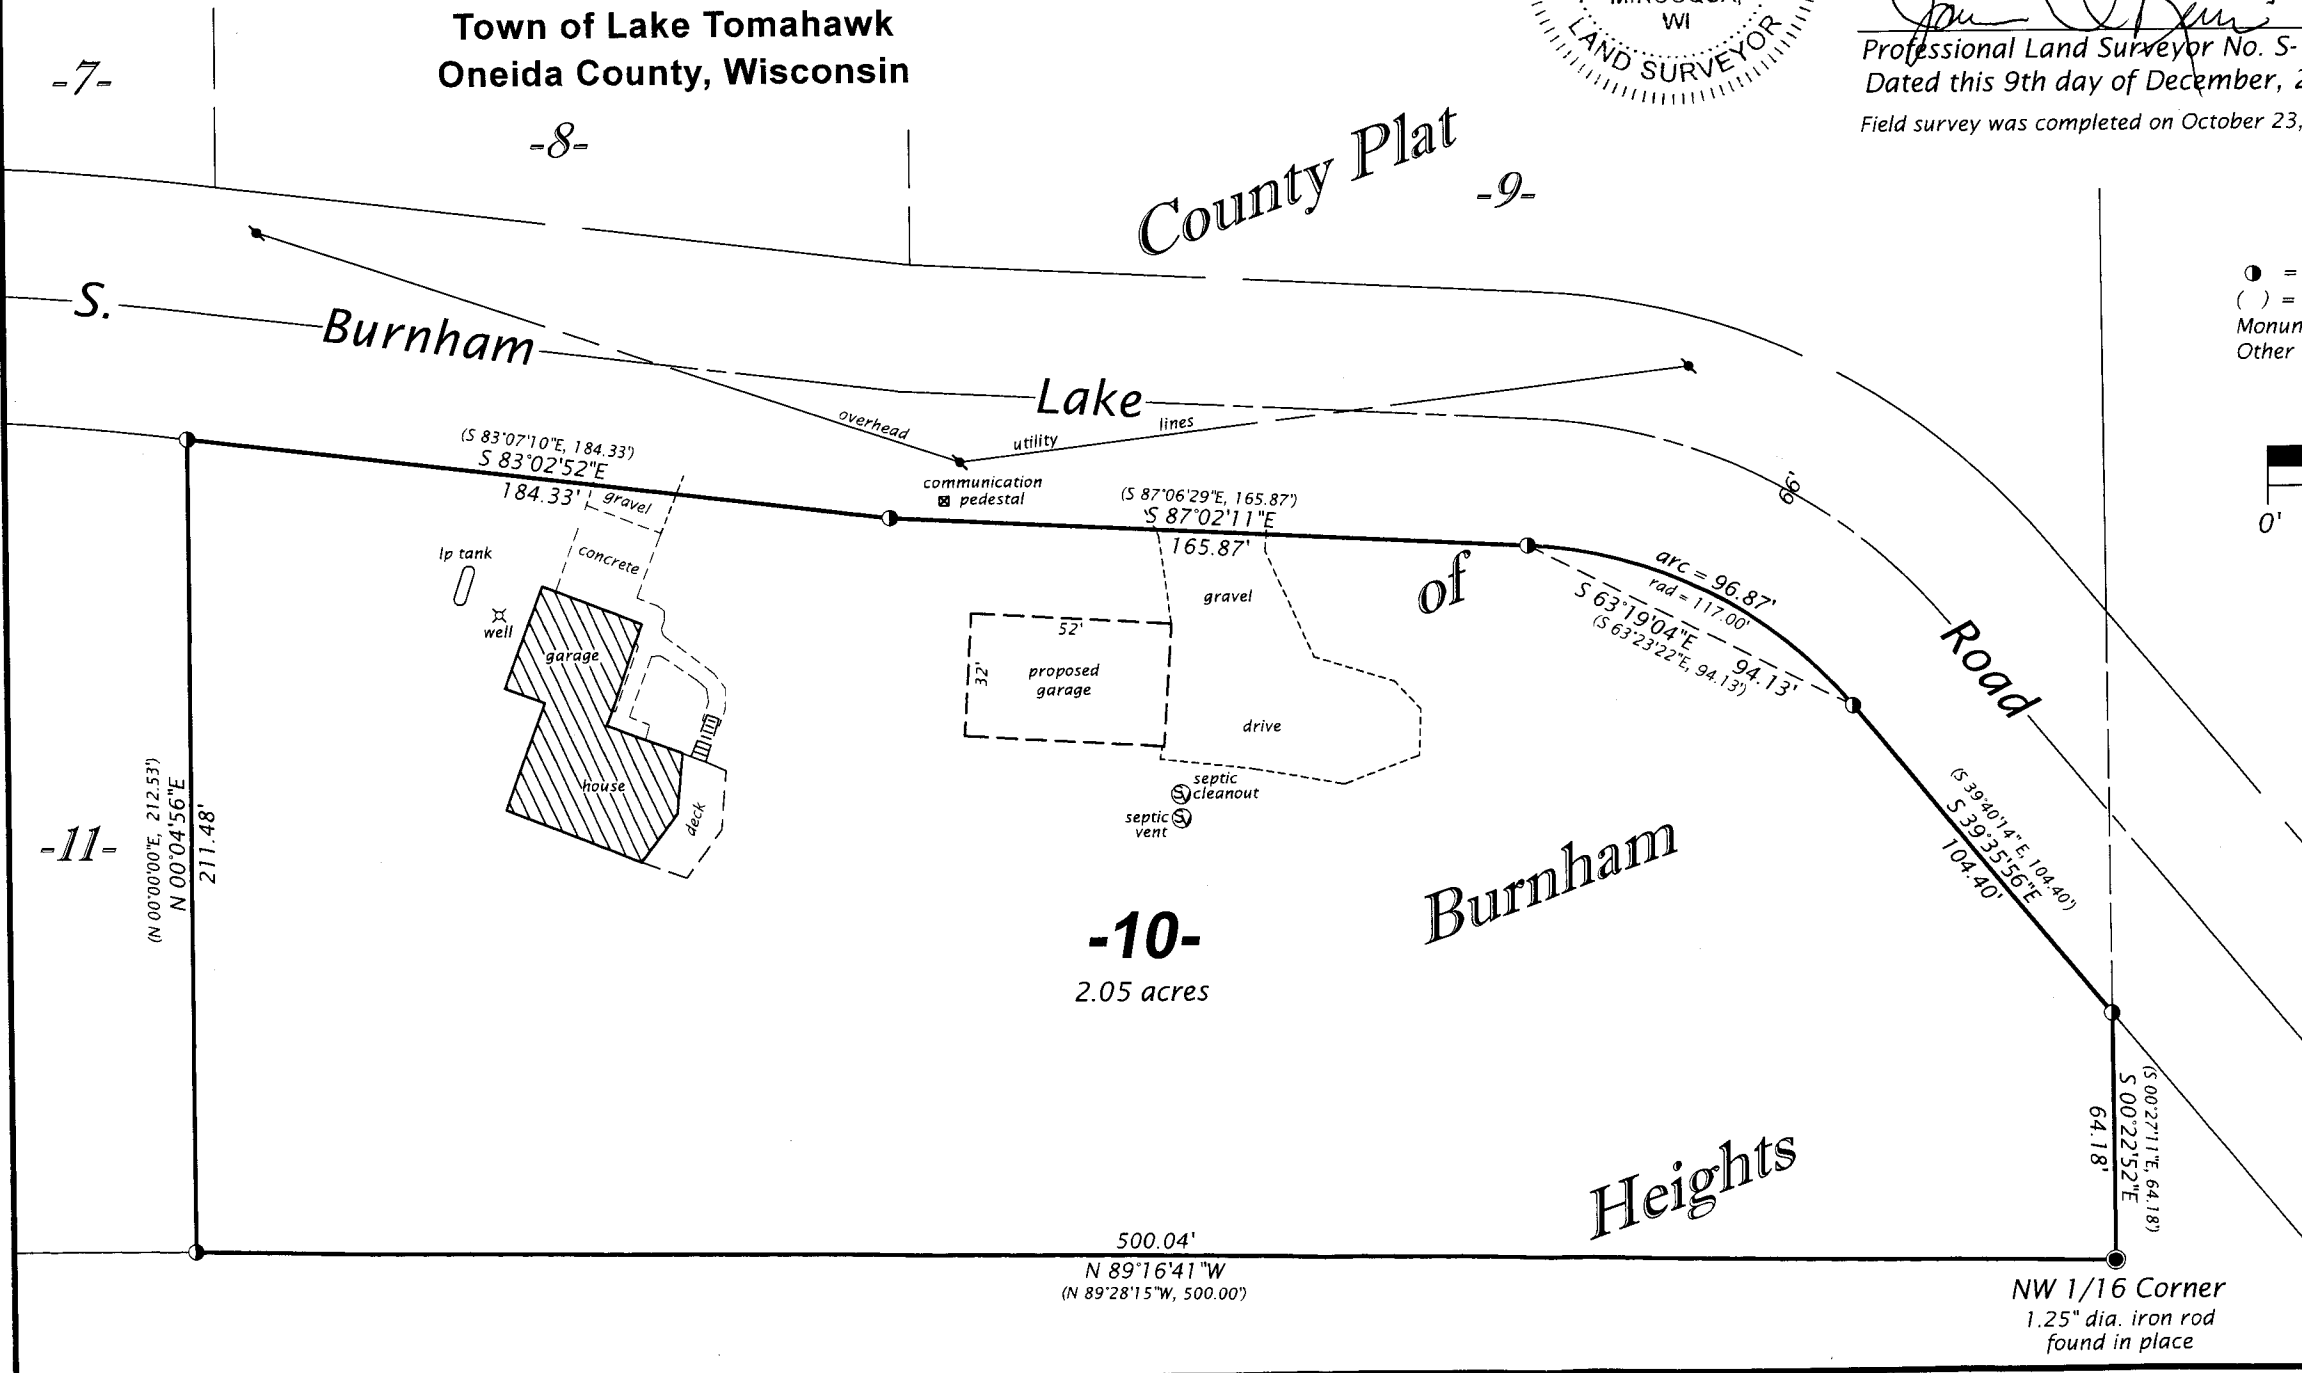 Town of Lake Tomahawk
Oneida County, Wisconsin
WI
LAND SURVEYOR
Professional Land Surveyor No. S-
Dated this 9th day of December, 2
Field survey was completed on October 23,
-7-
-8-
-9-
County Plat
of
Burnham
Heights
S.
Burnham
Lake
Road
66'
=
( ) =
Monun
Other
0'
overhead
utility
lines
communication
pedestal
(S 83°07'10"E, 184.33')
S 83°02'52"E
184.33'
gravel
concrete
lp tank
well
garage
house
deck
(S 87°06'29"E, 165.87')
S 87°02'11"E
165.87'
gravel
drive
52'
32'
proposed
garage
septic
cleanout
septic
vent
arc = 96.87'
rad = 117.00'
S 63°19'04"E 94.13'
(S 63°23'22"E, 94.13')
(S 39°40'14"E, 104.40')
S 39°35'56"E
104.40'
(S 00°27'11"E, 64.18')
S 00°22'52"E
64.18'
-11-
(N 00°00'00"E, 212.53')
N 00°04'56"E
211.48'
-10-
2.05 acres
500.04'
N 89°16'41"W
(N 89°28'15"W, 500.00')
NW 1/16 Corner
1.25" dia. iron rod
found in place